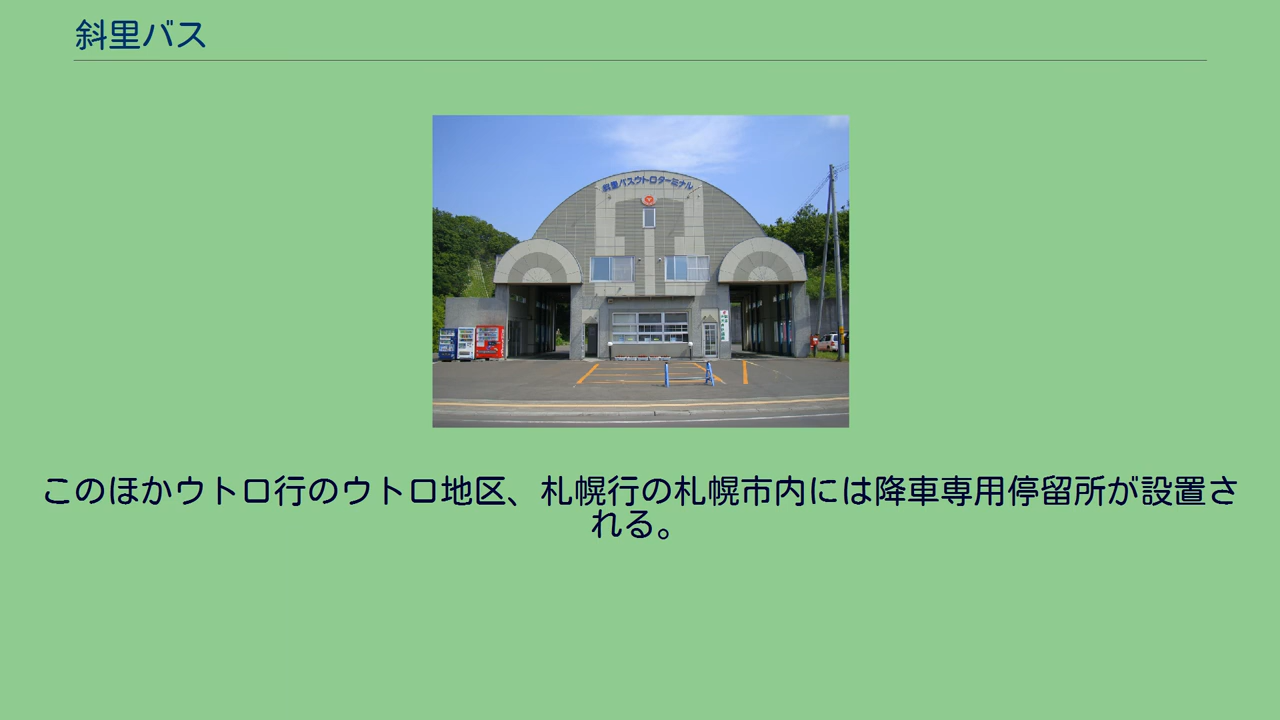 斜里バス
斜里バスウトロターミナル
このほかウトロ行のウトロ地区、札幌行の札幌市内には降車専用停留所が設置さ
れる。